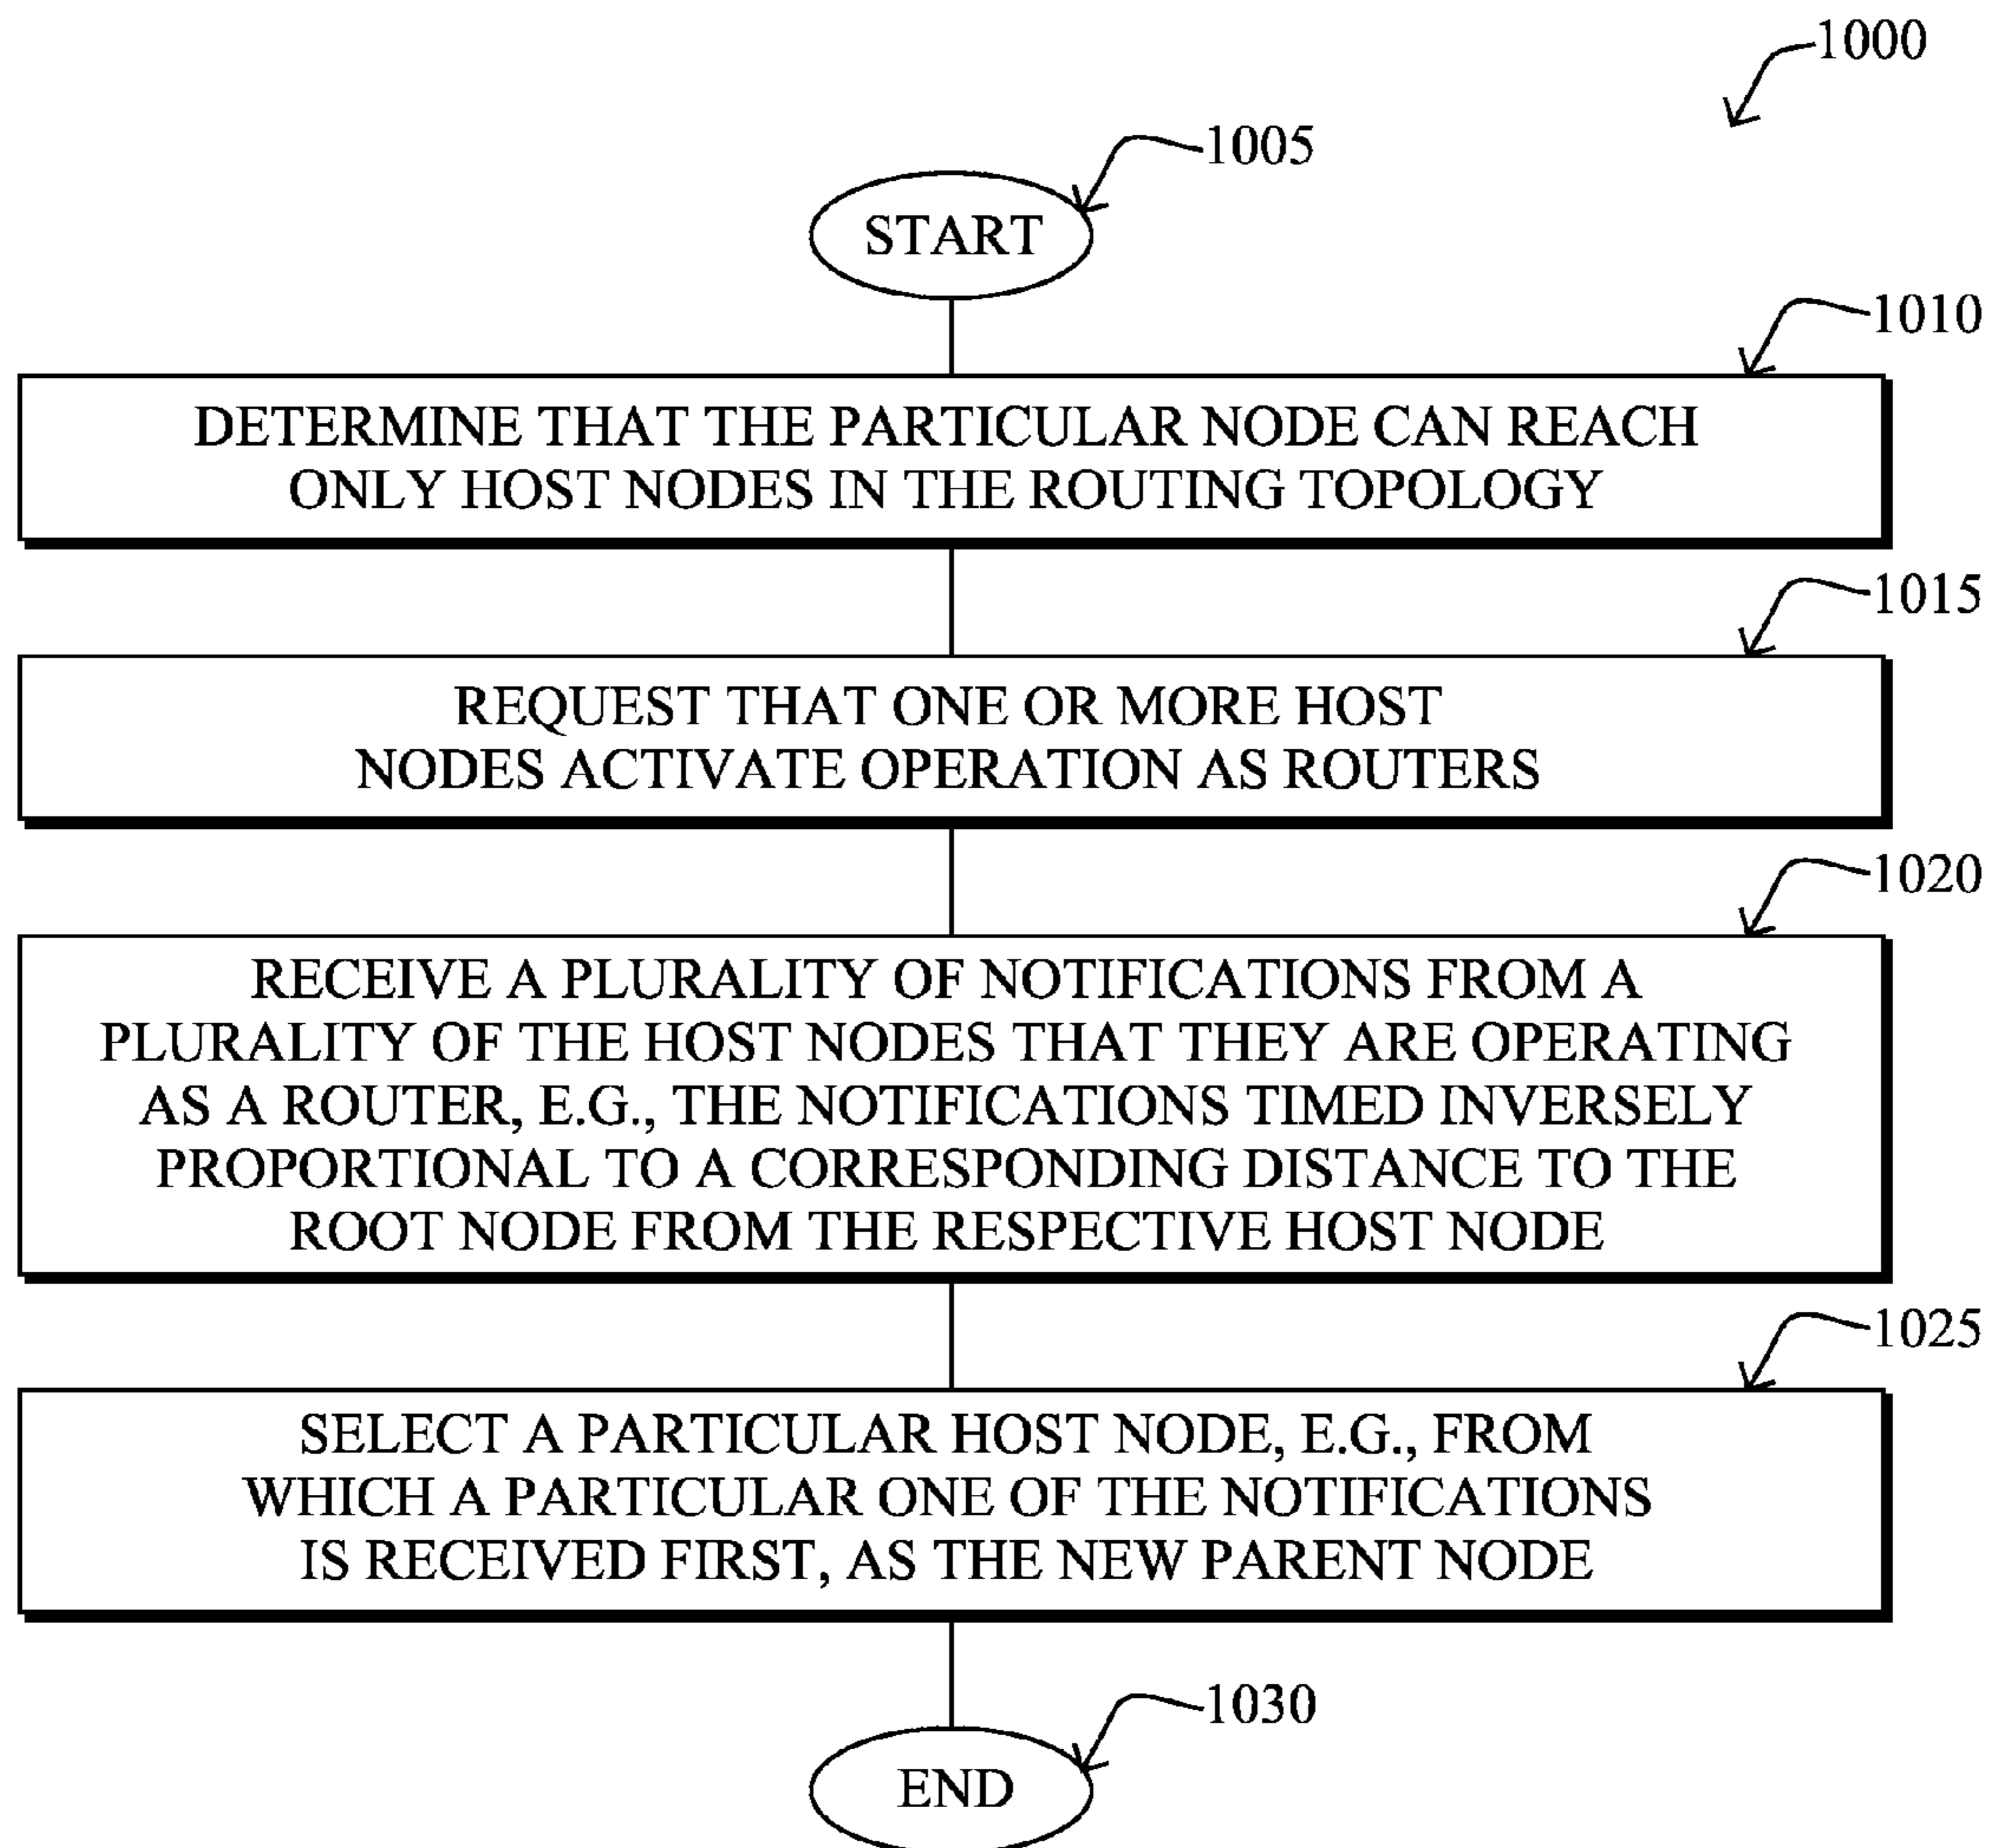 1000
1005
START
1010
DETERMINE THAT THE PARTICULAR NODE CAN REACH
ONLY HOST NODES IN THE ROUTING TOPOLOGY
1015
REQUEST THAT ONE OR MORE HOST
NODES ACTIVATE OPERATION AS ROUTERS
1020
RECEIVE A PLURALITY OF NOTIFICATIONS FROM A
PLURALITY OF THE HOST NODES THAT THEY ARE OPERATING
AS A ROUTER, E.G., THE NOTIFICATIONS TIMED INVERSELY
PROPORTIONAL TO A CORRESPONDING DISTANCE TO THE
ROOT NODE FROM THE RESPECTIVE HOST NODE
1025
SELECT A PARTICULAR HOST NODE, E.G., FROM
WHICH A PARTICULAR ONE OF THE NOTIFICATIONS
IS RECEIVED FIRST, AS THE NEW PARENT NODE
1030
END